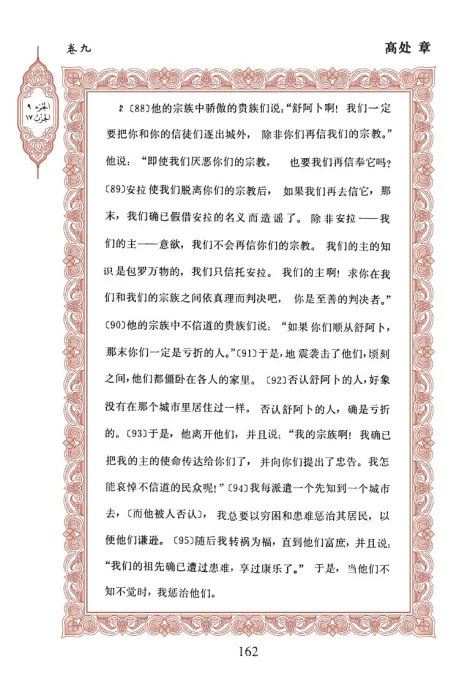 卷九
高处 章
الجزء ٩
الحزب ١٧
(88)他的宗族中骄傲的贵族们说:“舒阿卜啊! 我们一定
要把你和你的信徒们逐出城外, 除非你们再信我们的宗教。”
他说: “即使我们厌恶你们的宗教, 也要我们再信奉它吗?
(89)安拉使我们脱离你们的宗教后, 如果我们再去信它, 那
末, 我们确已假借安拉的名义而造谣了。 除非安拉——我
们的主——意欲, 我们不会再信你们的宗教。 我们的主的知
识是包罗万物的, 我们只信托安拉。 我们的主啊! 求你在我
们和我们的宗族之间依真理而判决吧, 你是至善的判决者。”
(90)他的宗族中不信道的贵族们说: “如果你们顺从舒阿卜,
那末你们一定是亏折的人。”(91)于是, 地震袭击了他们, 顷刻
之间, 他们都僵卧在各人的家里。 (92)否认舒阿卜的人, 好象
没有在那个城市里居住过一样。 否认舒阿卜的人, 确是亏折
的。(93)于是, 他离开他们, 并且说: “我的宗族啊! 我确已
把我的主的使命传达给你们了, 并向你们提出了忠告。我怎
能哀悼不信道的民众呢!”(94)我每派遣一个先知到一个城市
去, (而他被人否认), 我总要以穷困和患难惩治其居民, 以
便他们谦逊。 (95)随后我转祸为福, 直到他们富庶, 并且说:
“我们的祖先确已遭过患难, 享过康乐了。” 于是, 当他们不
知不觉时, 我惩治他们。
162